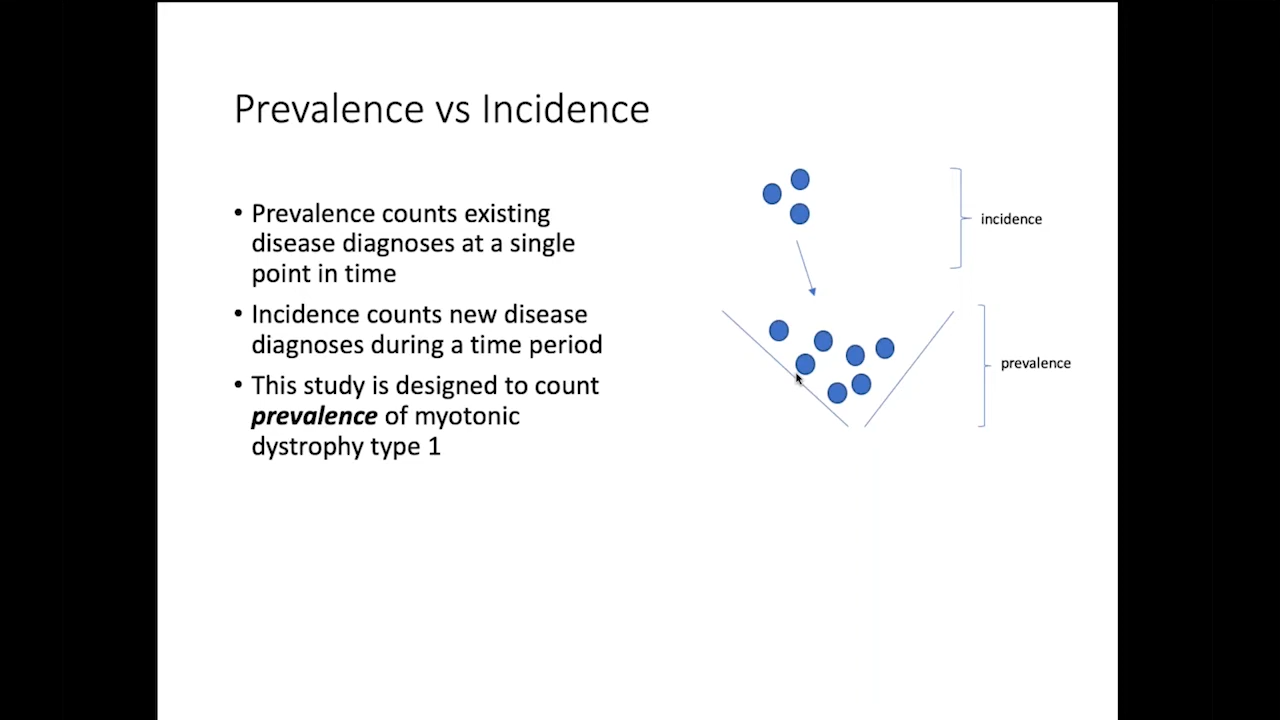 Prevalence vs Incidence
• Prevalence counts existing
disease diagnoses at a single
point in time
• Incidence counts new disease
diagnoses during a time period
• This study is designed to count
prevalence of myotonic
dystrophy type 1
incidence
prevalence